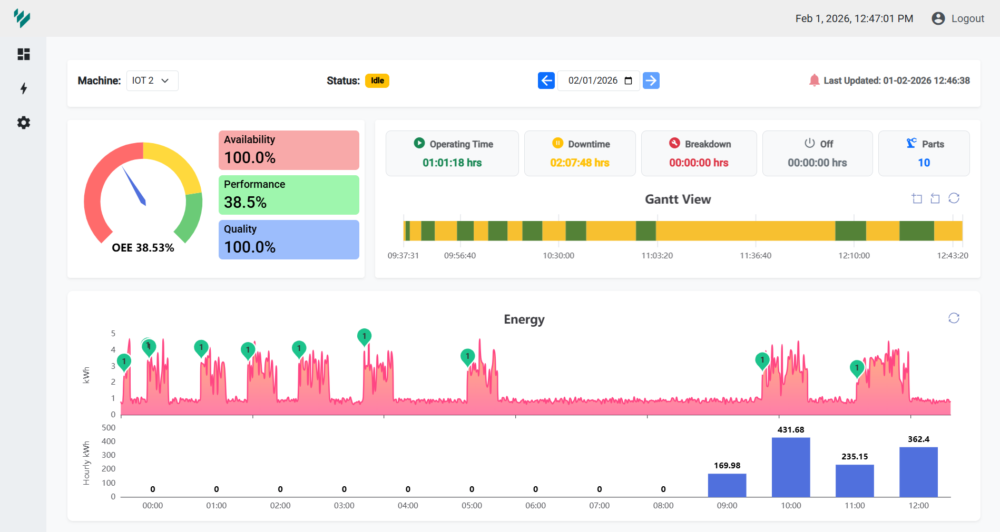 Feb 1, 2026, 12:47:01 PM Logout
Machine: IOT 2 Status: Idle 02/01/2026 Last Updated: 01-02-2026 12:46:38
OEE 38.53%
Availability
100.0%
Performance
38.5%
Quality
100.0%
Operating Time
01:01:18 hrs
Downtime
02:07:48 hrs
Breakdown
00:00:00 hrs
Off
00:00:00 hrs
Parts
10
Gantt View
09:37:31 09:56:40 10:30:00 11:03:20 11:36:40 12:10:00 12:43:20
Energy
kWh
5
4
3
2
1
0
1 1 1 1 1 1 1 1 1
Hourly kWh
500
400
300
200
100
0
0 0 0 0 0 0 0 0 0 169.98 431.68 235.15 362.4
00:00 01:00 02:00 03:00 04:00 05:00 06:00 07:00 08:00 09:00 10:00 11:00 12:00